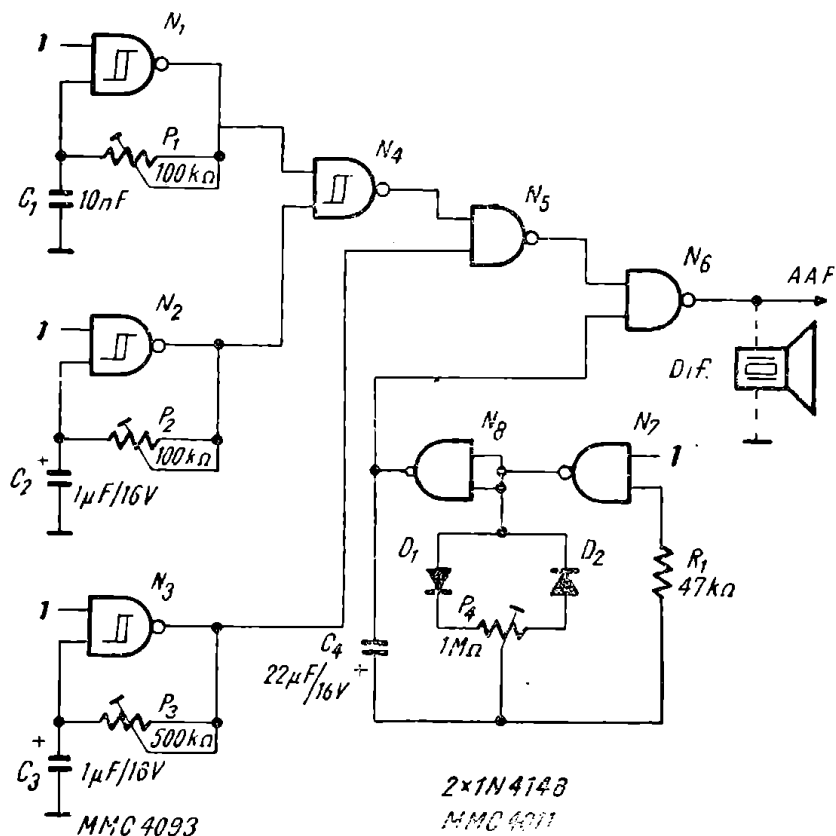 N1
1
P1
100kΩ
C1
10nF
N4
N5
N6
AAF
N2
1
P2
100kΩ
+
C2
1μF/16V
Dif.
N8
N7
1
D1
D2
R1
47kΩ
P4
1MΩ
C4
22μF/16V
+
N3
1
P3
500kΩ
+
C3
1μF/16V
MMC 4093
2×1N4148
MMC 4011